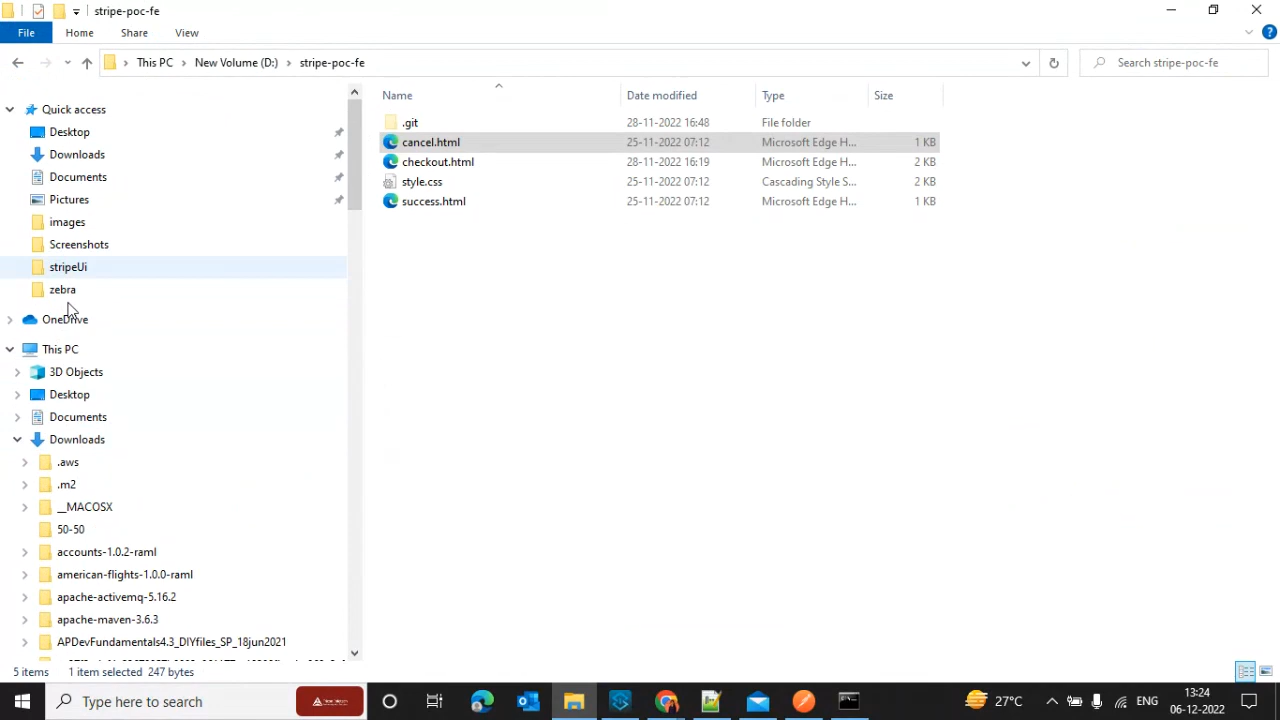 stripe-poc-fe
File Home Share View
This PC New Volume (D:) stripe-poc-fe Search stripe-poc-fe
Name Date modified Type Size
Quick access
Desktop
Downloads
Documents
Pictures
images
Screenshots
stripeUi
zebra
OneDrive
This PC
3D Objects
Desktop
Documents
Downloads
.aws
.m2
__MACOSX
50-50
accounts-1.0.2-raml
american-flights-1.0.0-raml
apache-activemq-5.16.2
apache-maven-3.6.3
APDevFundamentals4.3_DIYfiles_SP_18jun2021
.git 28-11-2022 16:48 File folder
cancel.html 25-11-2022 07:12 Microsoft Edge H... 1 KB
checkout.html 28-11-2022 16:19 Microsoft Edge H... 2 KB
style.css 25-11-2022 07:12 Cascading Style S... 2 KB
success.html 25-11-2022 07:12 Microsoft Edge H... 1 KB
5 items 1 item selected 247 bytes
Type here to search
27°C ENG
13:24
06-12-2022